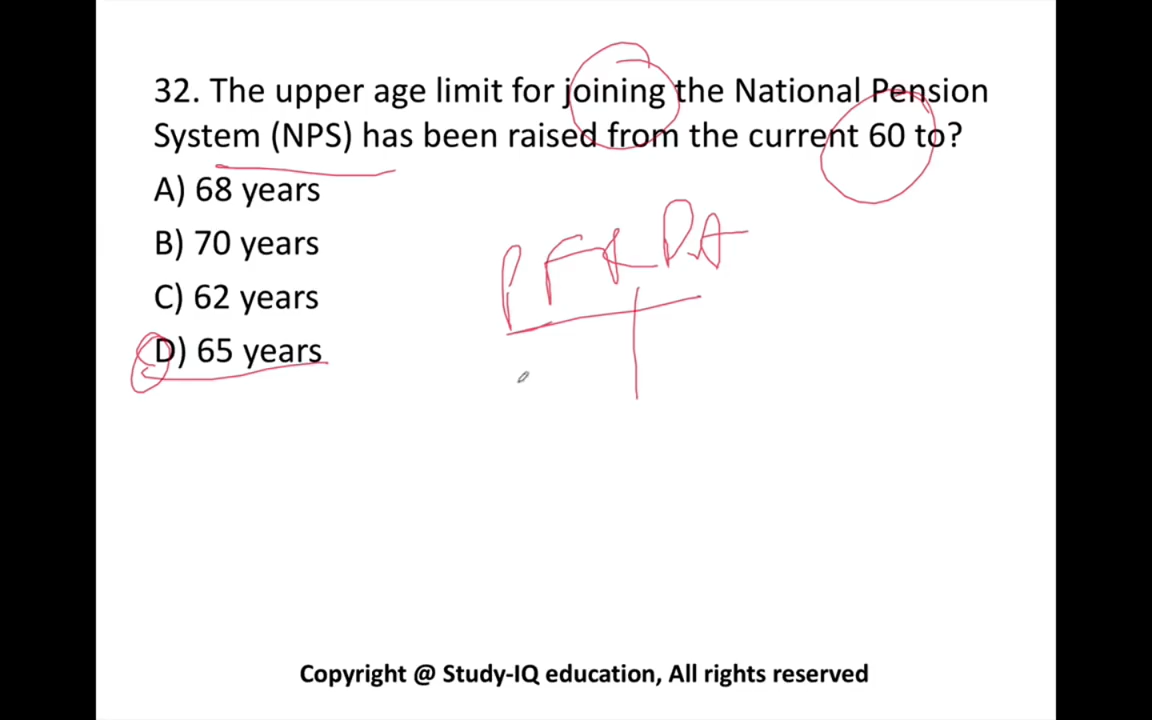 32. The upper age limit for joining the National Pension
System (NPS) has been raised from the current 60 to?
A) 68 years
B) 70 years
C) 62 years
D) 65 years
PFRDA
Copyright @ Study-IQ education, All rights reserved